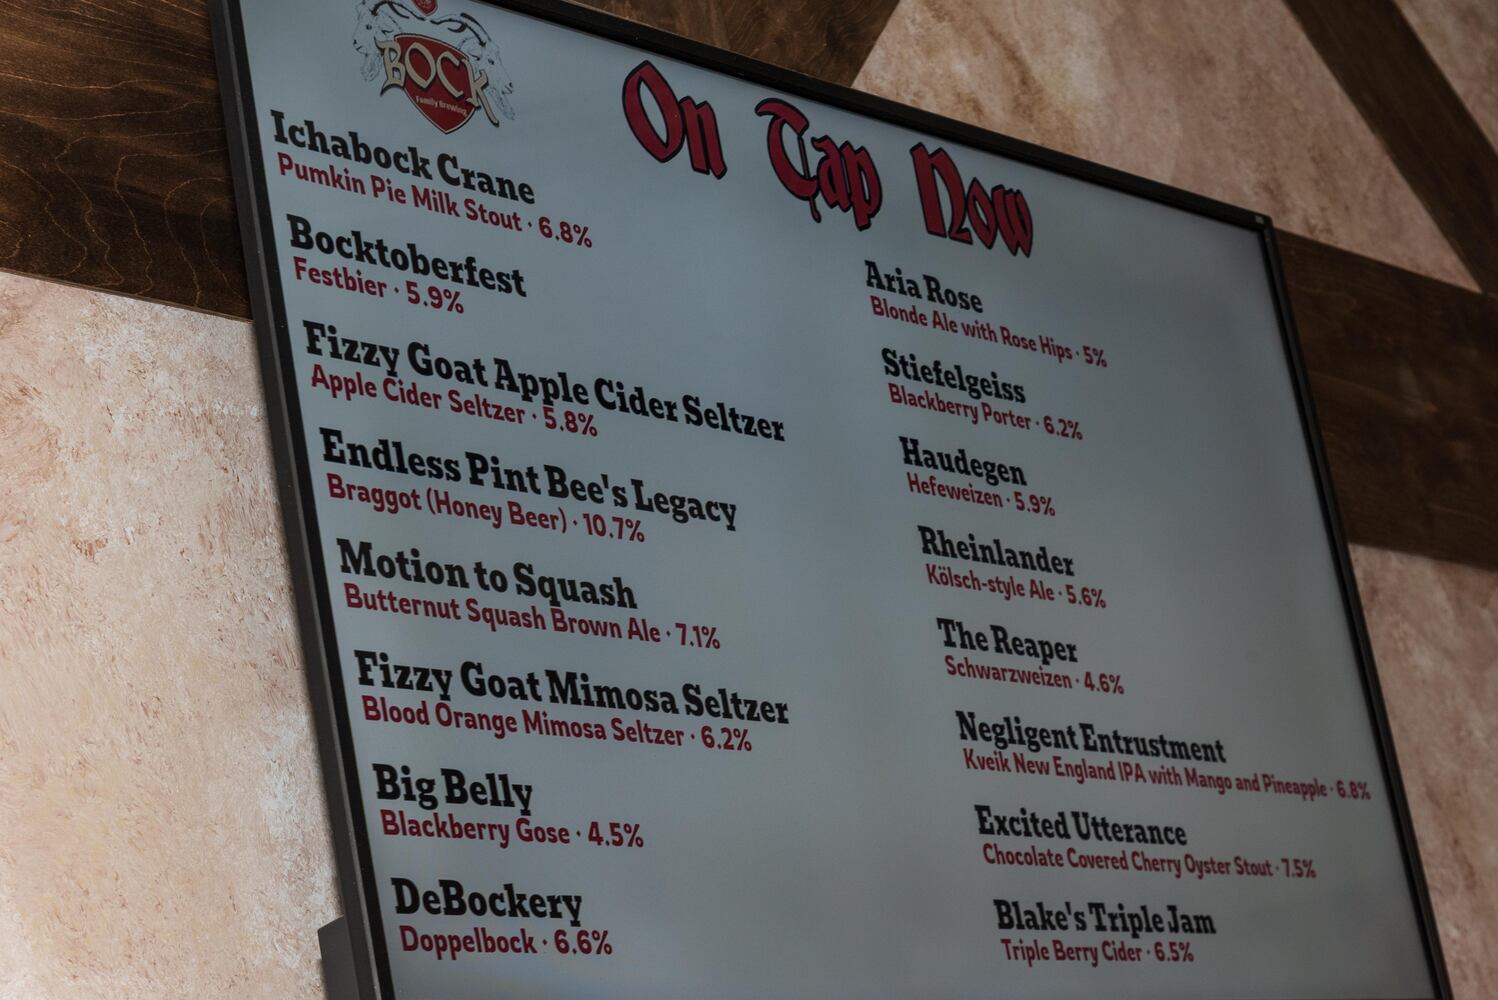 BOCK
Family Brewing
On Tap Now
Ichabock Crane
Pumkin Pie Milk Stout · 6.8%
Bocktoberfest
Festbier · 5.9%
Fizzy Goat Apple Cider Seltzer
Apple Cider Seltzer · 5.8%
Endless Pint Bee's Legacy
Braggot (Honey Beer) · 10.7%
Motion to Squash
Butternut Squash Brown Ale · 7.1%
Fizzy Goat Mimosa Seltzer
Blood Orange Mimosa Seltzer · 6.2%
Big Belly
Blackberry Gose · 4.5%
DeBockery
Doppelbock · 6.6%
Aria Rose
Blonde Ale with Rose Hips · 5%
Stiefelgeiss
Blackberry Porter · 6.2%
Haudegen
Hefeweizen · 5.9%
Rheinlander
Kölsch-style Ale · 5.6%
The Reaper
Schwarzweizen · 4.6%
Negligent Entrustment
Kveik New England IPA with Mango and Pineapple · 6.8%
Excited Utterance
Chocolate Covered Cherry Oyster Stout · 7.5%
Blake's Triple Jam
Triple Berry Cider · 6.5%